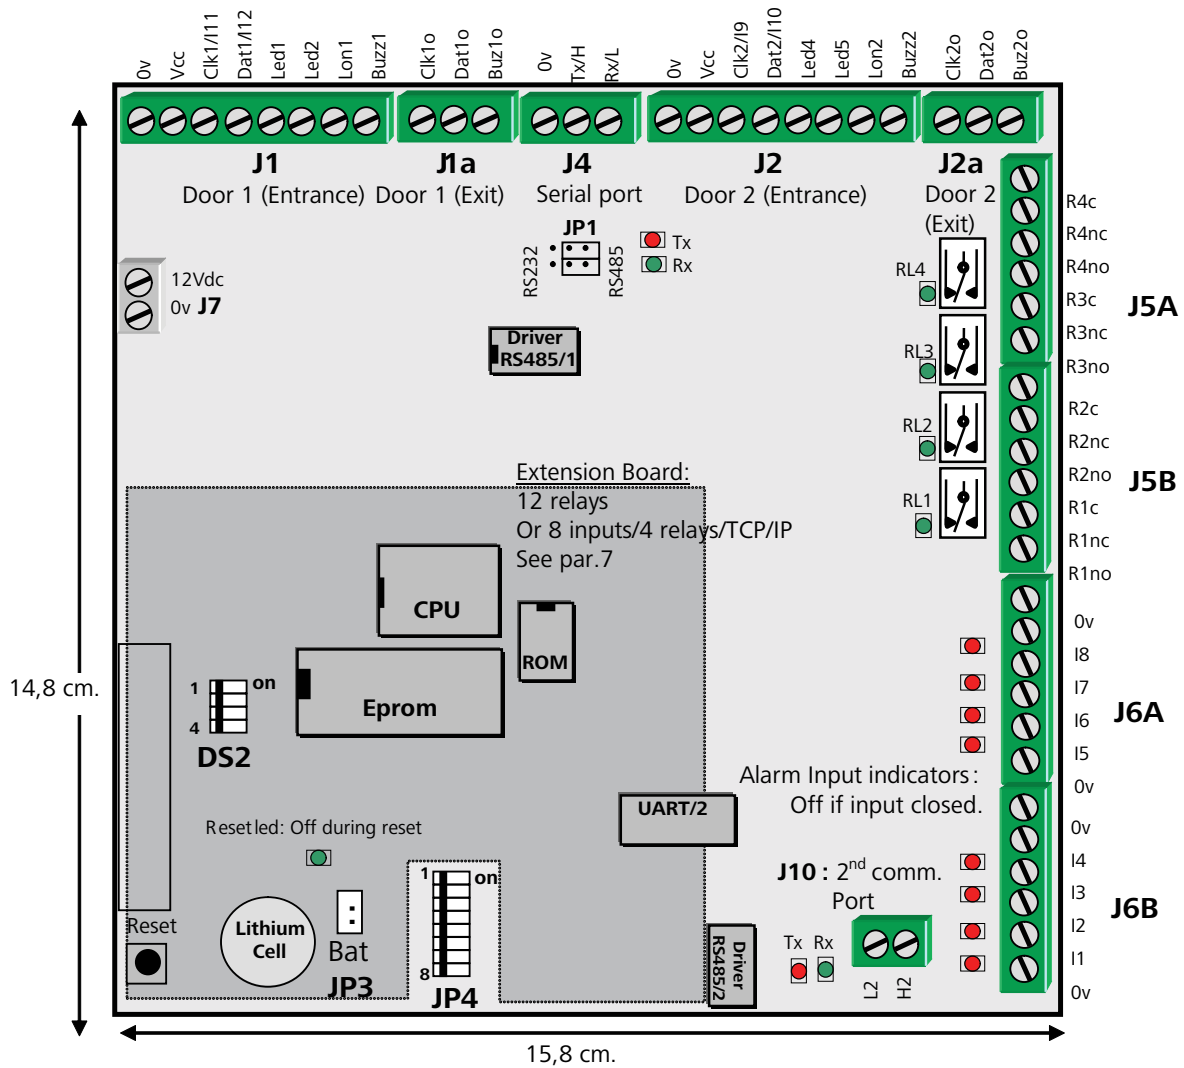 0v
Vcc
Clk1/I11
Dat1/I12
Led1
Led2
Lon1
Buzz1
Clk1o
Dat1o
Buz1o
0v
Tx/H
Rx/L
0v
Vcc
Clk2/I9
Dat2/I10
Led4
Led5
Lon2
Buzz2
Clk2o
Dat2o
Buz2o
J1
Door 1 (Entrance)
J1a
Door 1 (Exit)
J4
Serial port
J2
Door 2 (Entrance)
J2a
Door 2
(Exit)
JP1
RS232
RS485
Tx
Rx
12Vdc
0v J7
Driver
RS485/1
RL4
RL3
RL2
RL1
R4c
R4nc
R4no
R3c
R3nc
R3no
J5A
R2c
R2nc
R2no
R1c
R1nc
R1no
J5B
Extension Board:
12 relays
Or 8 inputs/4 relays/TCP/IP
See par.7
CPU
ROM
Eprom
1
on
4
DS2
0v
I8
I7
I6
I5
0v
J6A
14,8 cm.
Alarm Input indicators:
Off if input closed.
UART/2
Reset led: Off during reset
0v
I4
I3
I2
I1
0v
J6B
J10 : 2nd comm.
Port
Reset
Lithium
Cell
Bat
JP3
1
on
8
JP4
Driver
RS485/2
Tx
Rx
L2
H2
15,8 cm.